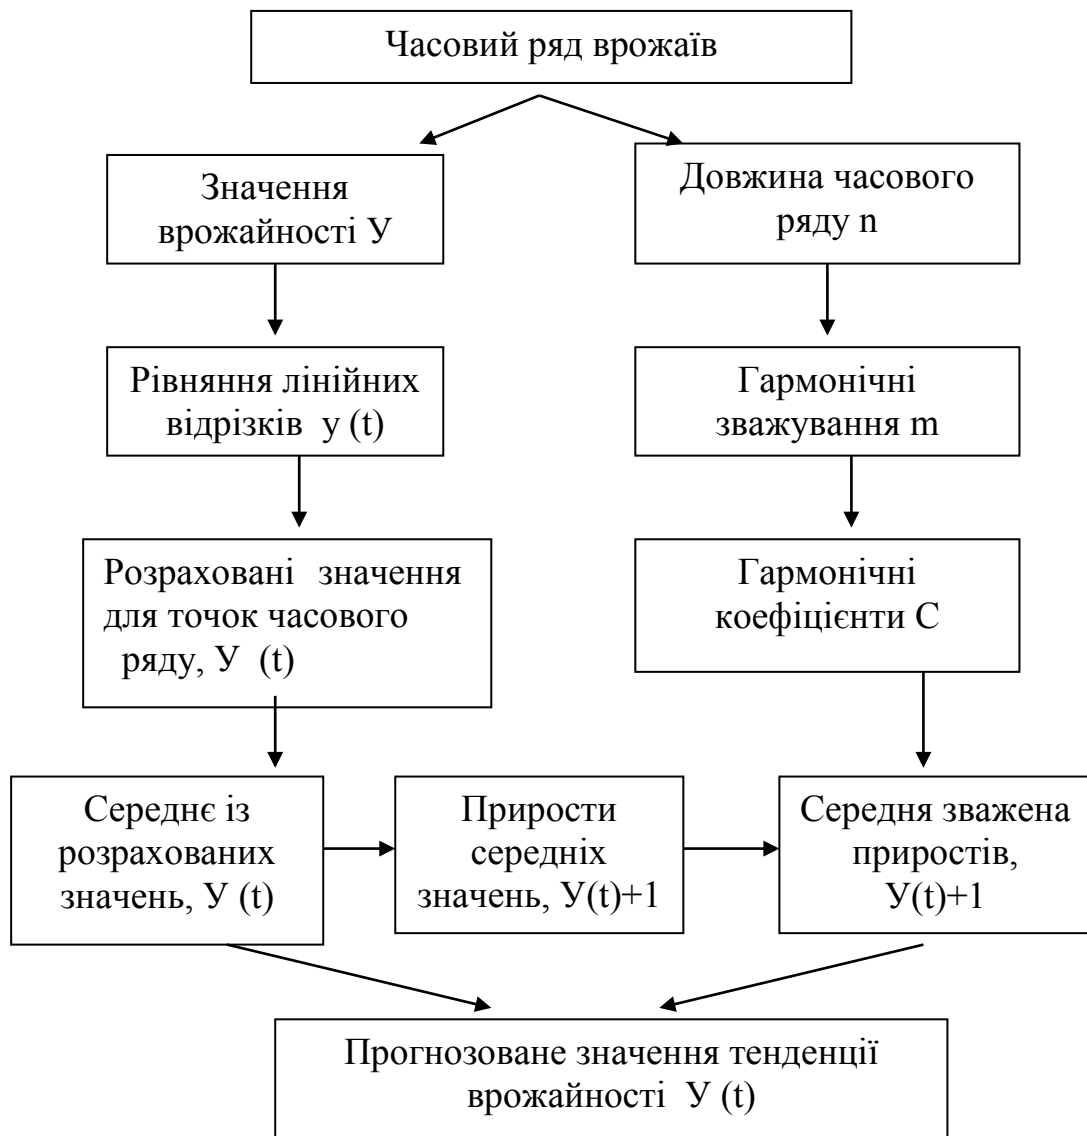 Часовий ряд врожаїв
Значення
врожайності У
Довжина часового
ряду n
Рівняння лінійних
відрізків у (t)
Гармонічні
зважування m
Розраховані значення
для точок часового
ряду, У (t)
Гармонічні
коефіцієнти С
Середнє із
розрахованих
значень, У (t)
Прирости
середніх
значень, У(t)+1
Середня зважена
приростів,
У(t)+1
Прогнозоване значення тенденції
врожайності У (t)